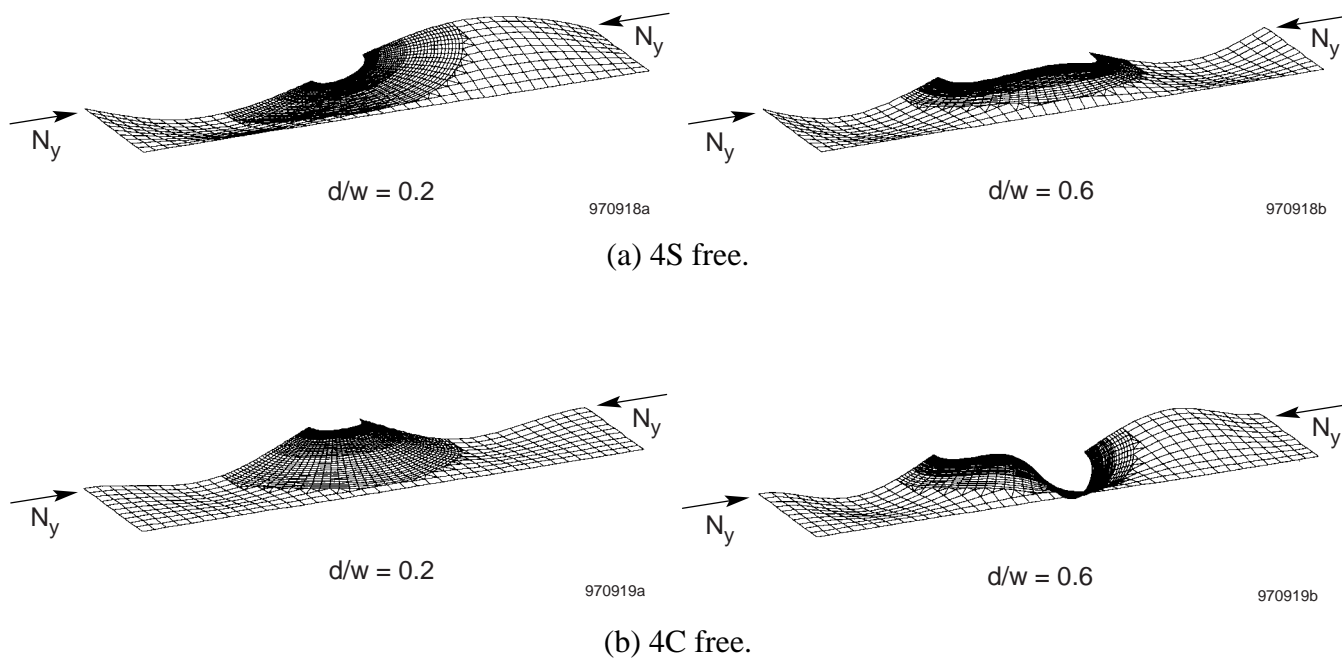 N_y
N_y
N_y
N_y
d/w = 0.2
d/w = 0.6
970918a
970918b
(a) 4S free.
N_y
N_y
N_y
N_y
d/w = 0.2
d/w = 0.6
970919a
970919b
(b) 4C free.